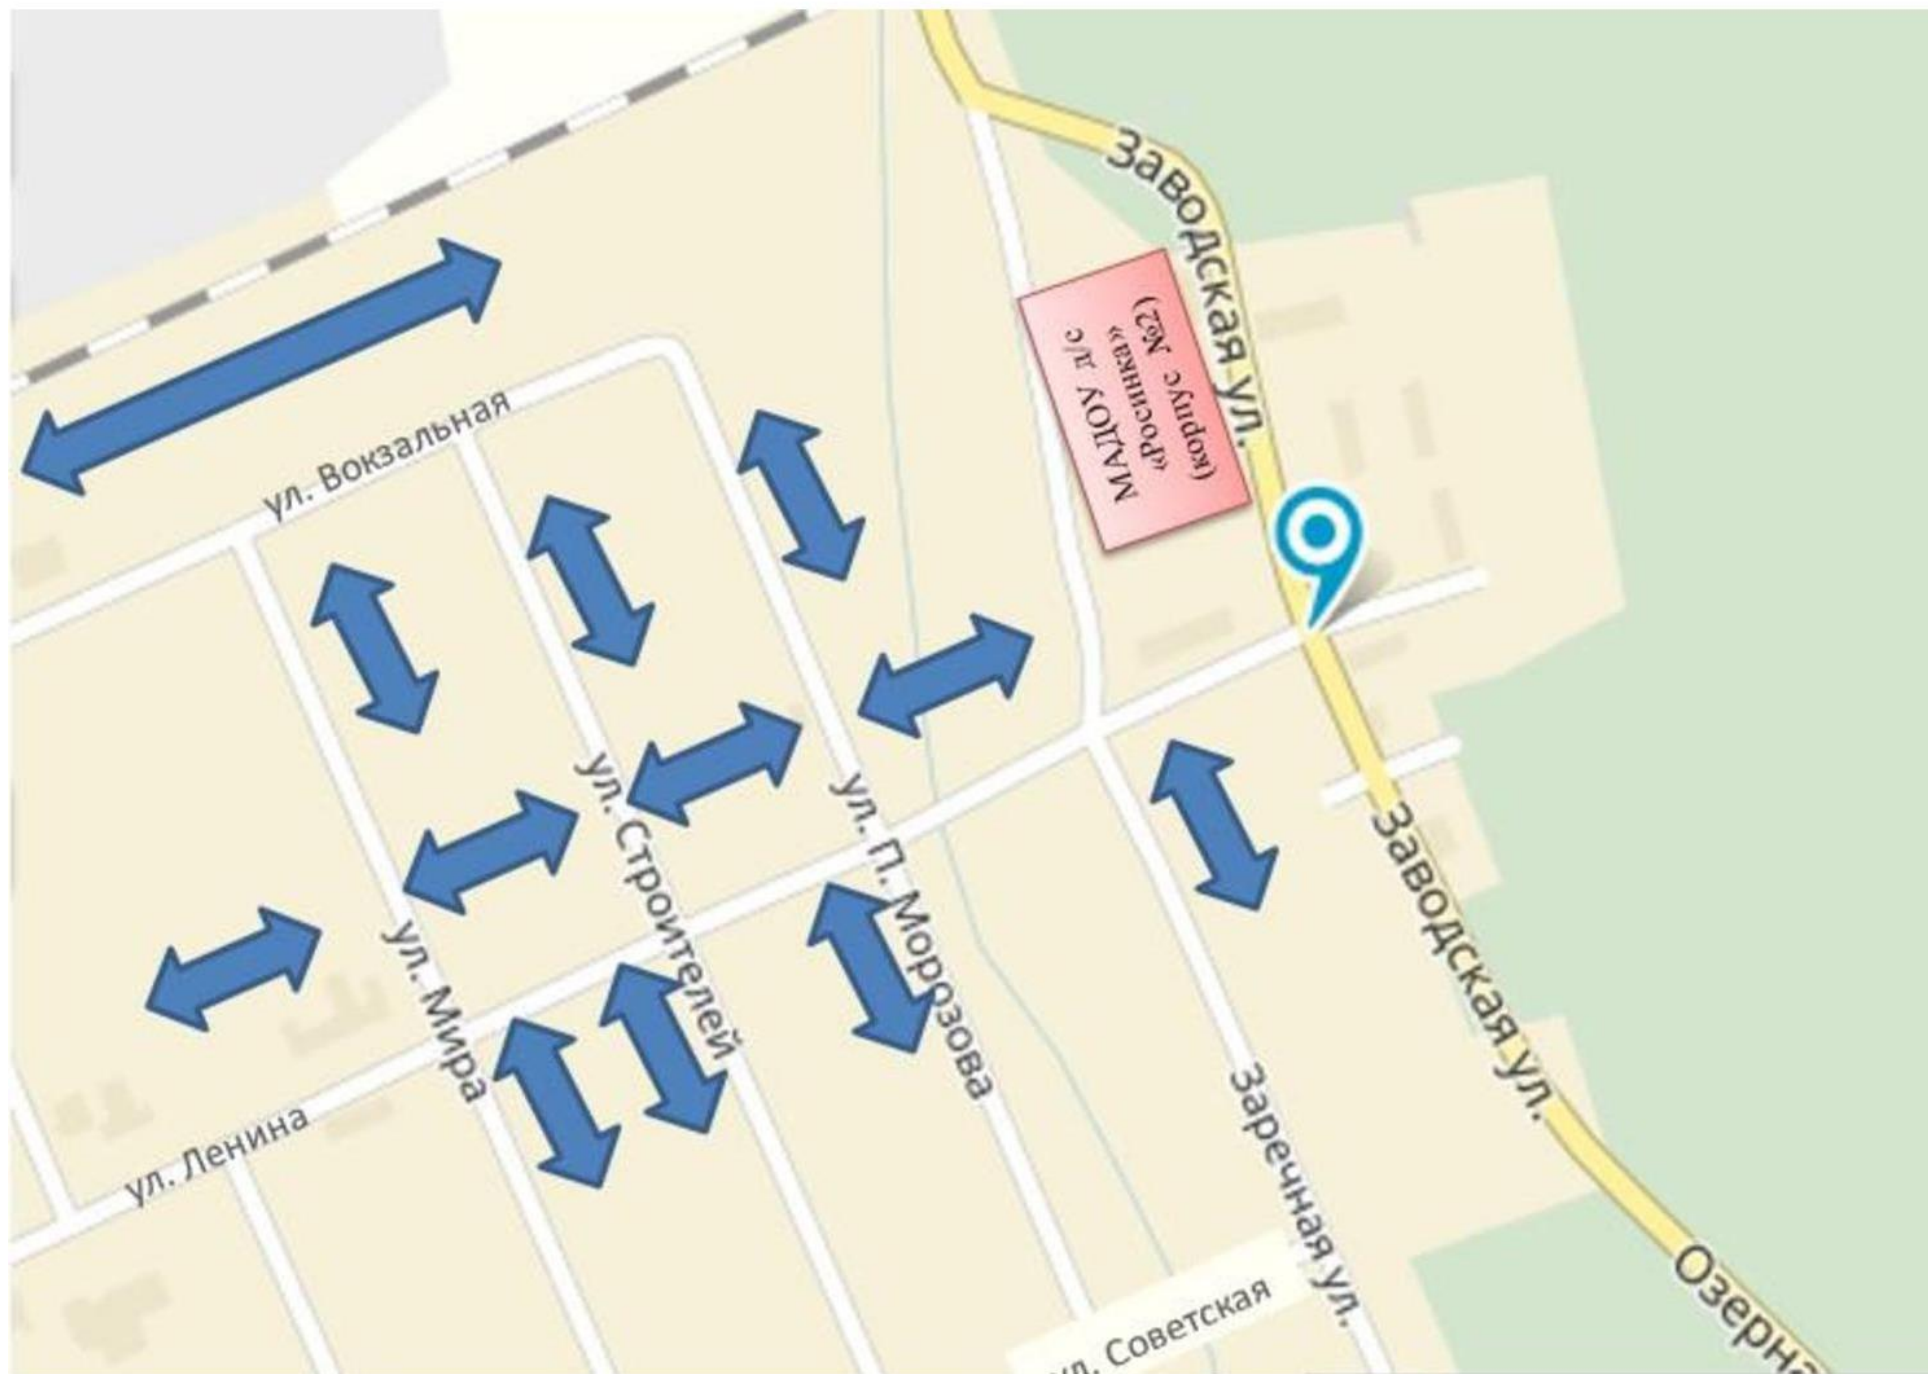 Заводская ул.
МАДОУ д/с
«Росинка»
(корпус №2)
ул. Вокзальная
ул. Строителей
ул. П. Морозова
ул. Мира
Заводская ул.
ул. Ленина
Заречная ул.
ул. Советская
Озерна